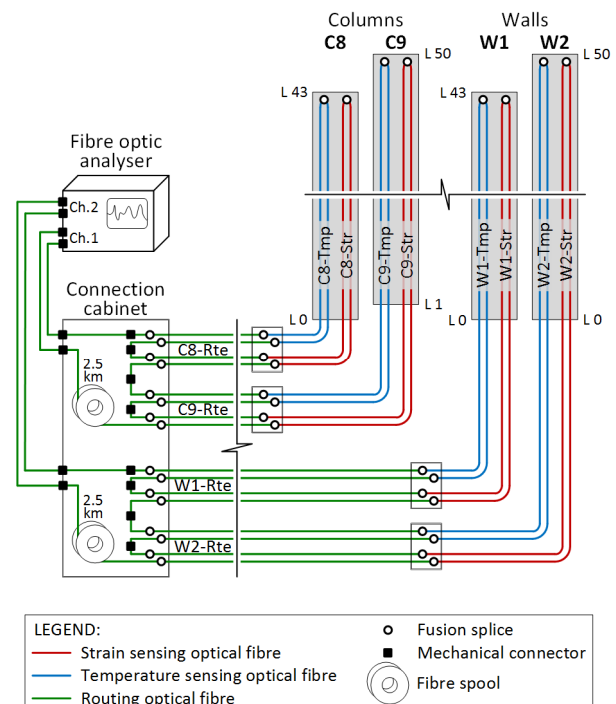 Columns
Walls
C8
C9
W1
W2
L 50
L 50
L 43
L 43
Fibre optic
analyser
Ch.2
Ch.1
C8-Tmp
C8-Str
C9-Tmp
C9-Str
W1-Tmp
W1-Str
W2-Tmp
W2-Str
Connection
cabinet
L 0
L 1
L 0
L 0
2.5
km
C8-Rte
C9-Rte
2.5
km
W1-Rte
W2-Rte
LEGEND:
Strain sensing optical fibre
Temperature sensing optical fibre
Routing optical fibre
Fusion splice
Mechanical connector
Fibre spool